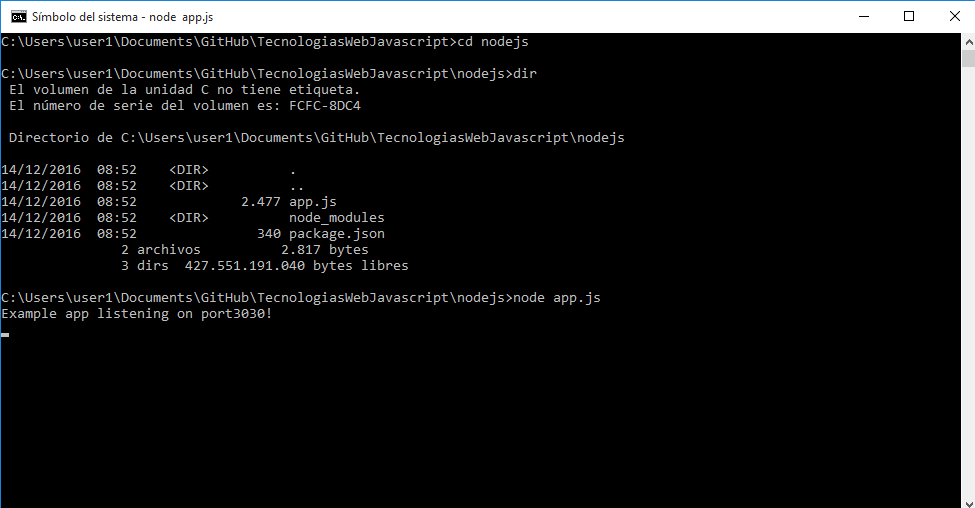 Símbolo del sistema - node app.js
C:\Users\user1\Documents\GitHub\TecnologiasWebJavascript>cd nodejs
C:\Users\user1\Documents\GitHub\TecnologiasWebJavascript\nodejs>dir
El volumen de la unidad C no tiene etiqueta.
El número de serie del volumen es: FCFC-8DC4
Directorio de C:\Users\user1\Documents\GitHub\TecnologiasWebJavascript\nodejs
14/12/2016  08:52    <DIR>          .
14/12/2016  08:52    <DIR>          ..
14/12/2016  08:52             2.477 app.js
14/12/2016  08:52    <DIR>          node_modules
14/12/2016  08:52               340 package.json
2 archivos          2.817 bytes
3 dirs  427.551.191.040 bytes libres
C:\Users\user1\Documents\GitHub\TecnologiasWebJavascript\nodejs>node app.js
Example app listening on port3030!